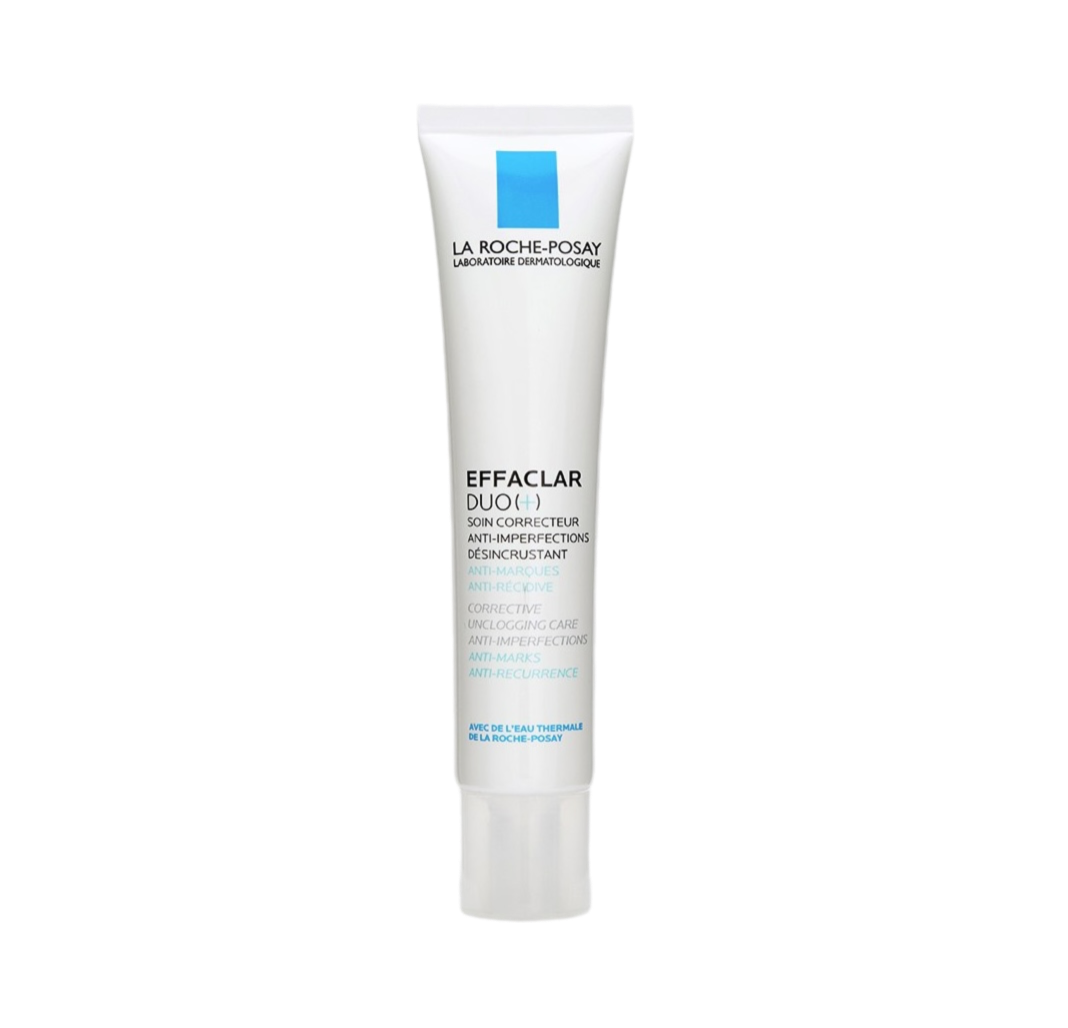 LA ROCHE-POSAY
LABORATOIRE DERMATOLOGIQUE
EFFACLAR
DUO(+)
SOIN CORRECTEUR
ANTI-IMPERFECTIONS
DÉSINCRUSTANT
ANTI-MARQUES
ANTI-RÉCIDIVE
CORRECTIVE
UNCLOGGING CARE
ANTI-IMPERFECTIONS
ANTI-MARKS
ANTI-RECURRENCE
AVEC DE L'EAU THERMALE
DE LA ROCHE-POSAY